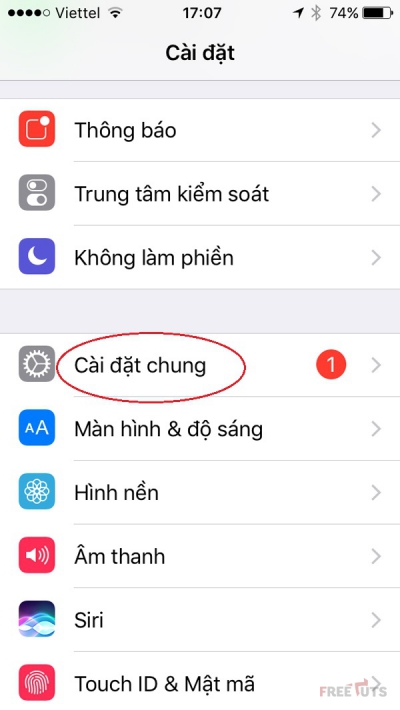 Viettel 17:07 74%
Cài đặt
Thông báo
Trung tâm kiểm soát
Không làm phiền
Cài đặt chung 1
AA Màn hình & độ sáng
Hình nền
Âm thanh
Siri
Touch ID & Mật mã
FREETUTS